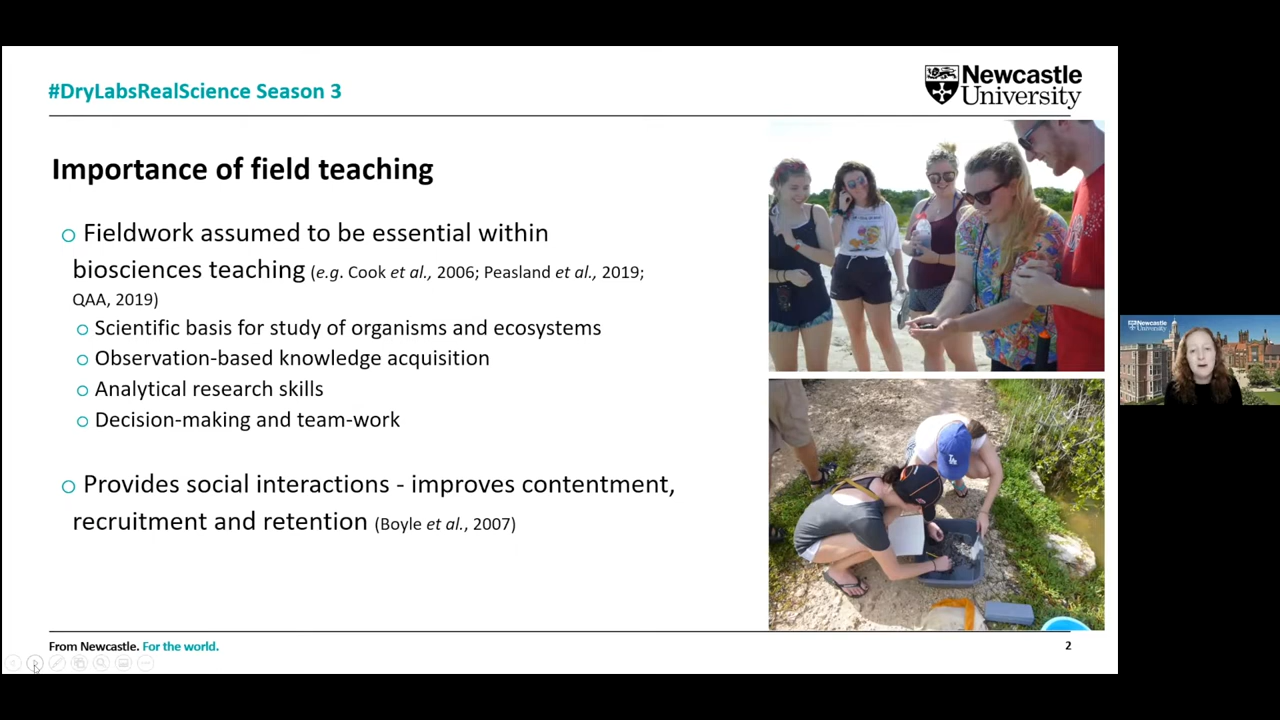 #DryLabsRealScience Season 3
Newcastle
University
Importance of field teaching
Fieldwork assumed to be essential within
biosciences teaching (e.g. Cook et al., 2006; Peasland et al., 2019;
QAA, 2019)
Scientific basis for study of organisms and ecosystems
Observation-based knowledge acquisition
Analytical research skills
Decision-making and team-work
Provides social interactions - improves contentment,
recruitment and retention (Boyle et al., 2007)
From Newcastle. For the world.
2
Newcastle
University
LA